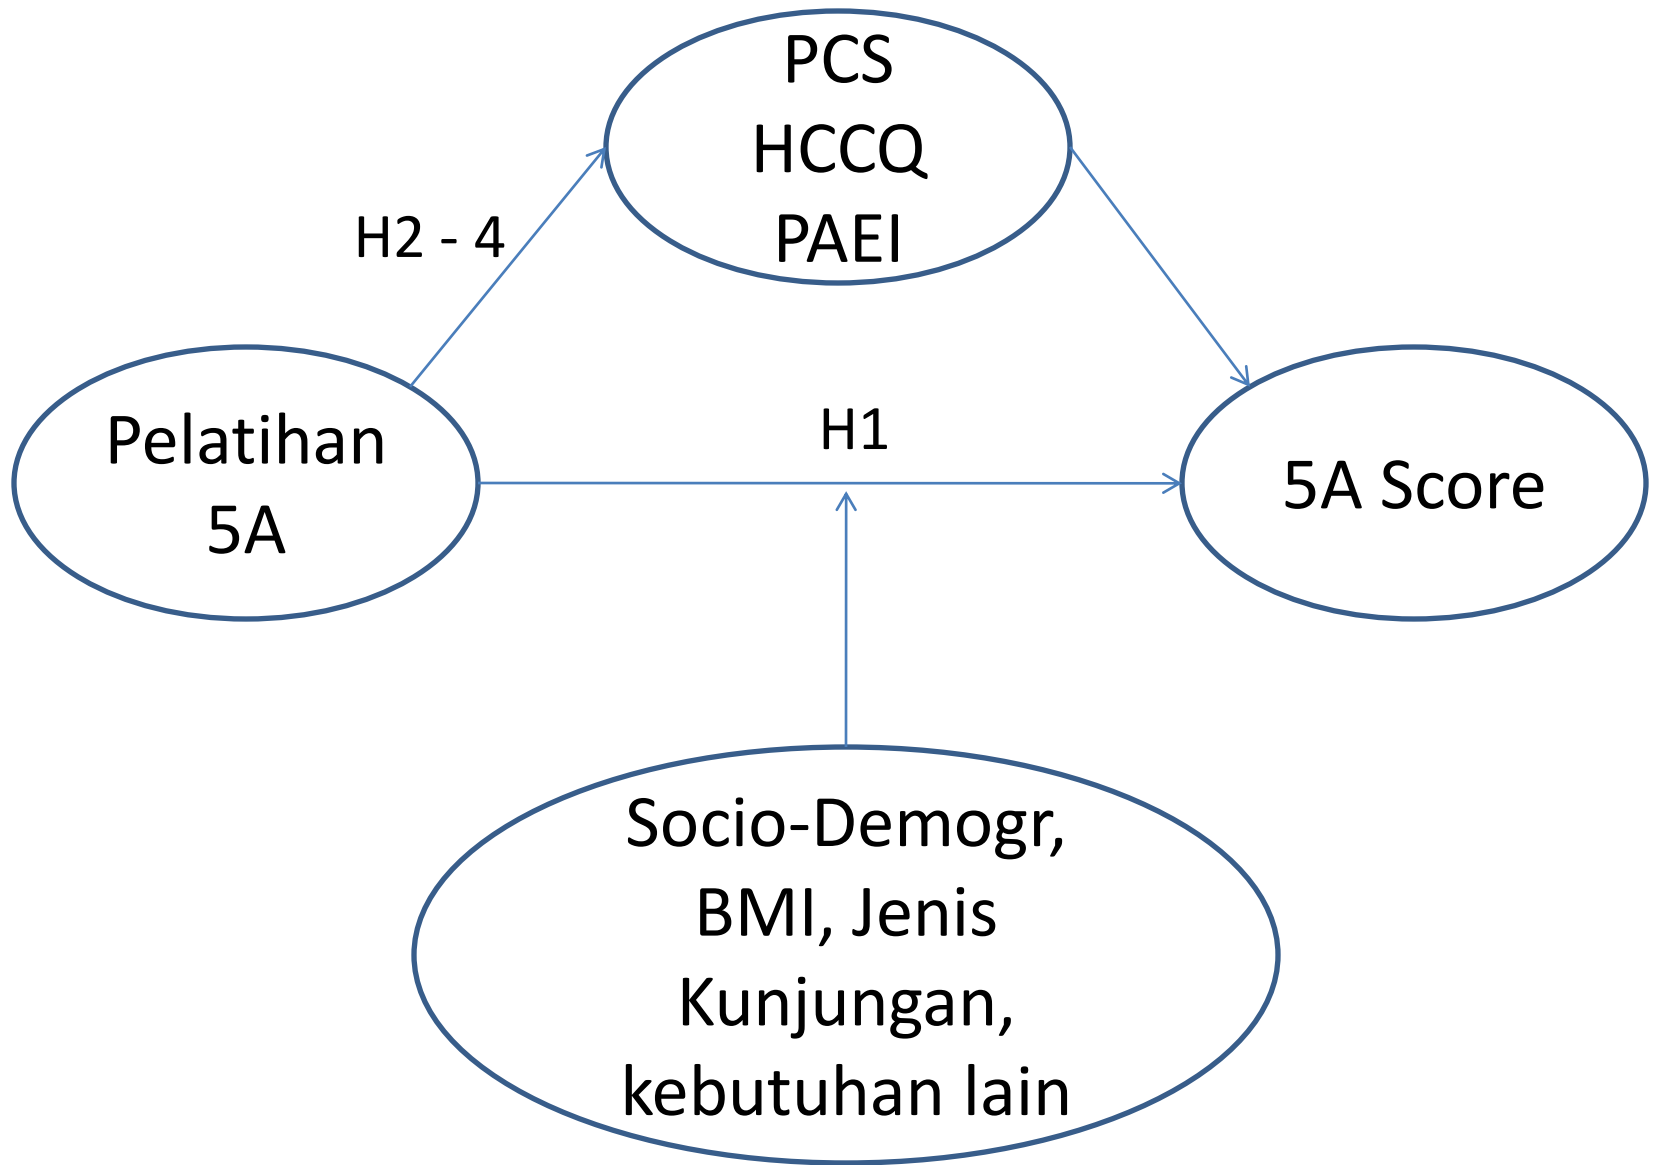 PCS
HCCQ
PAEI
H2 - 4
H1
Pelatihan
5A
5A Score
Socio-Demogr,
BMI, Jenis
Kunjungan,
kebutuhan lain